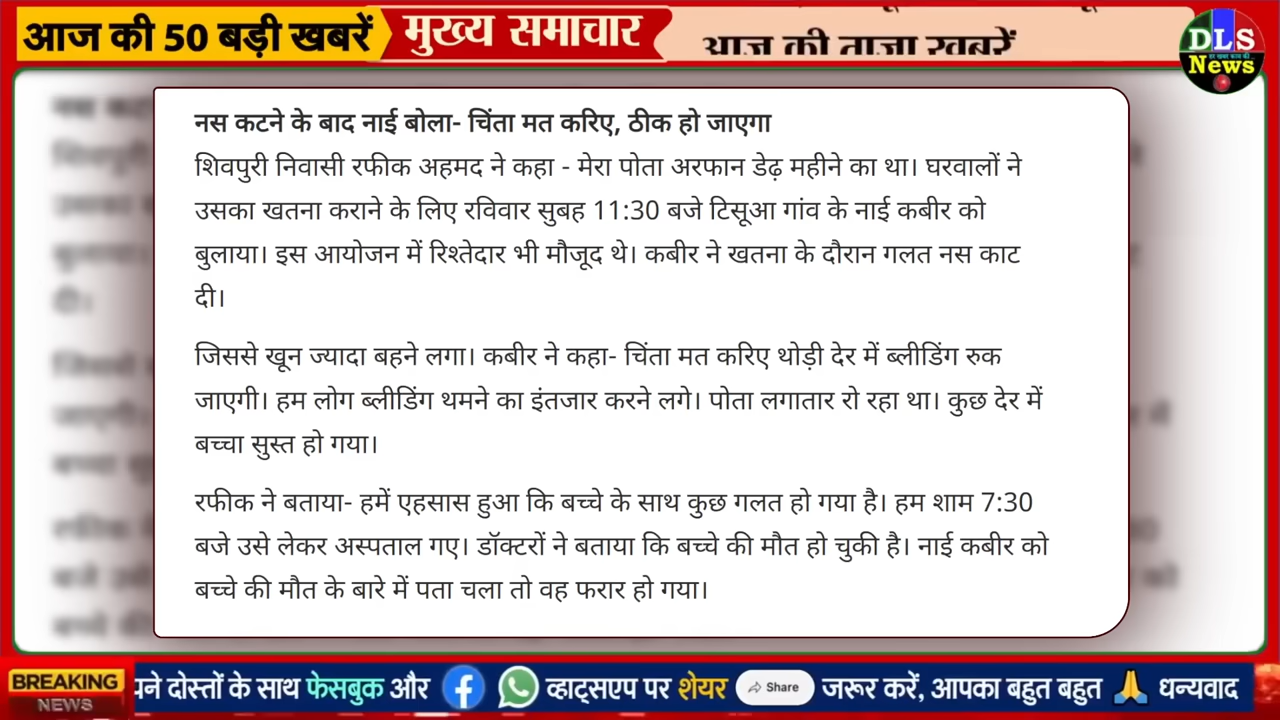 आज की 50 बड़ी खबरें
मुख्य समाचार
आज की ताजा खबरें
DLS
News
नस कटने के बाद नाई बोला- चिंता मत करिए, ठीक हो जाएगा
शिवपुरी निवासी रफीक अहमद ने कहा - मेरा पोता अरफान डेढ़ महीने का था। घरवालों ने
उसका खतना कराने के लिए रविवार सुबह 11:30 बजे टिसूआ गांव के नाई कबीर को
बुलाया। इस आयोजन में रिश्तेदार भी मौजूद थे। कबीर ने खतना के दौरान गलत नस काट
दी।
जिससे खून ज्यादा बहने लगा। कबीर ने कहा- चिंता मत करिए थोड़ी देर में ब्लीडिंग रुक
जाएगी। हम लोग ब्लीडिंग थमने का इंतजार करने लगे। पोता लगातार रो रहा था। कुछ देर में
बच्चा सुस्त हो गया।
रफीक ने बताया- हमें एहसास हुआ कि बच्चे के साथ कुछ गलत हो गया है। हम शाम 7:30
बजे उसे लेकर अस्पताल गए। डॉक्टरों ने बताया कि बच्चे की मौत हो चुकी है। नाई कबीर को
बच्चे की मौत के बारे में पता चला तो वह फरार हो गया।
BREAKING
NEWS
दोस्तों के साथ फेसबुक और व्हाट्सएप पर शेयर Share जरूर करें, आपका बहुत बहुत 🙏 धन्यवाद